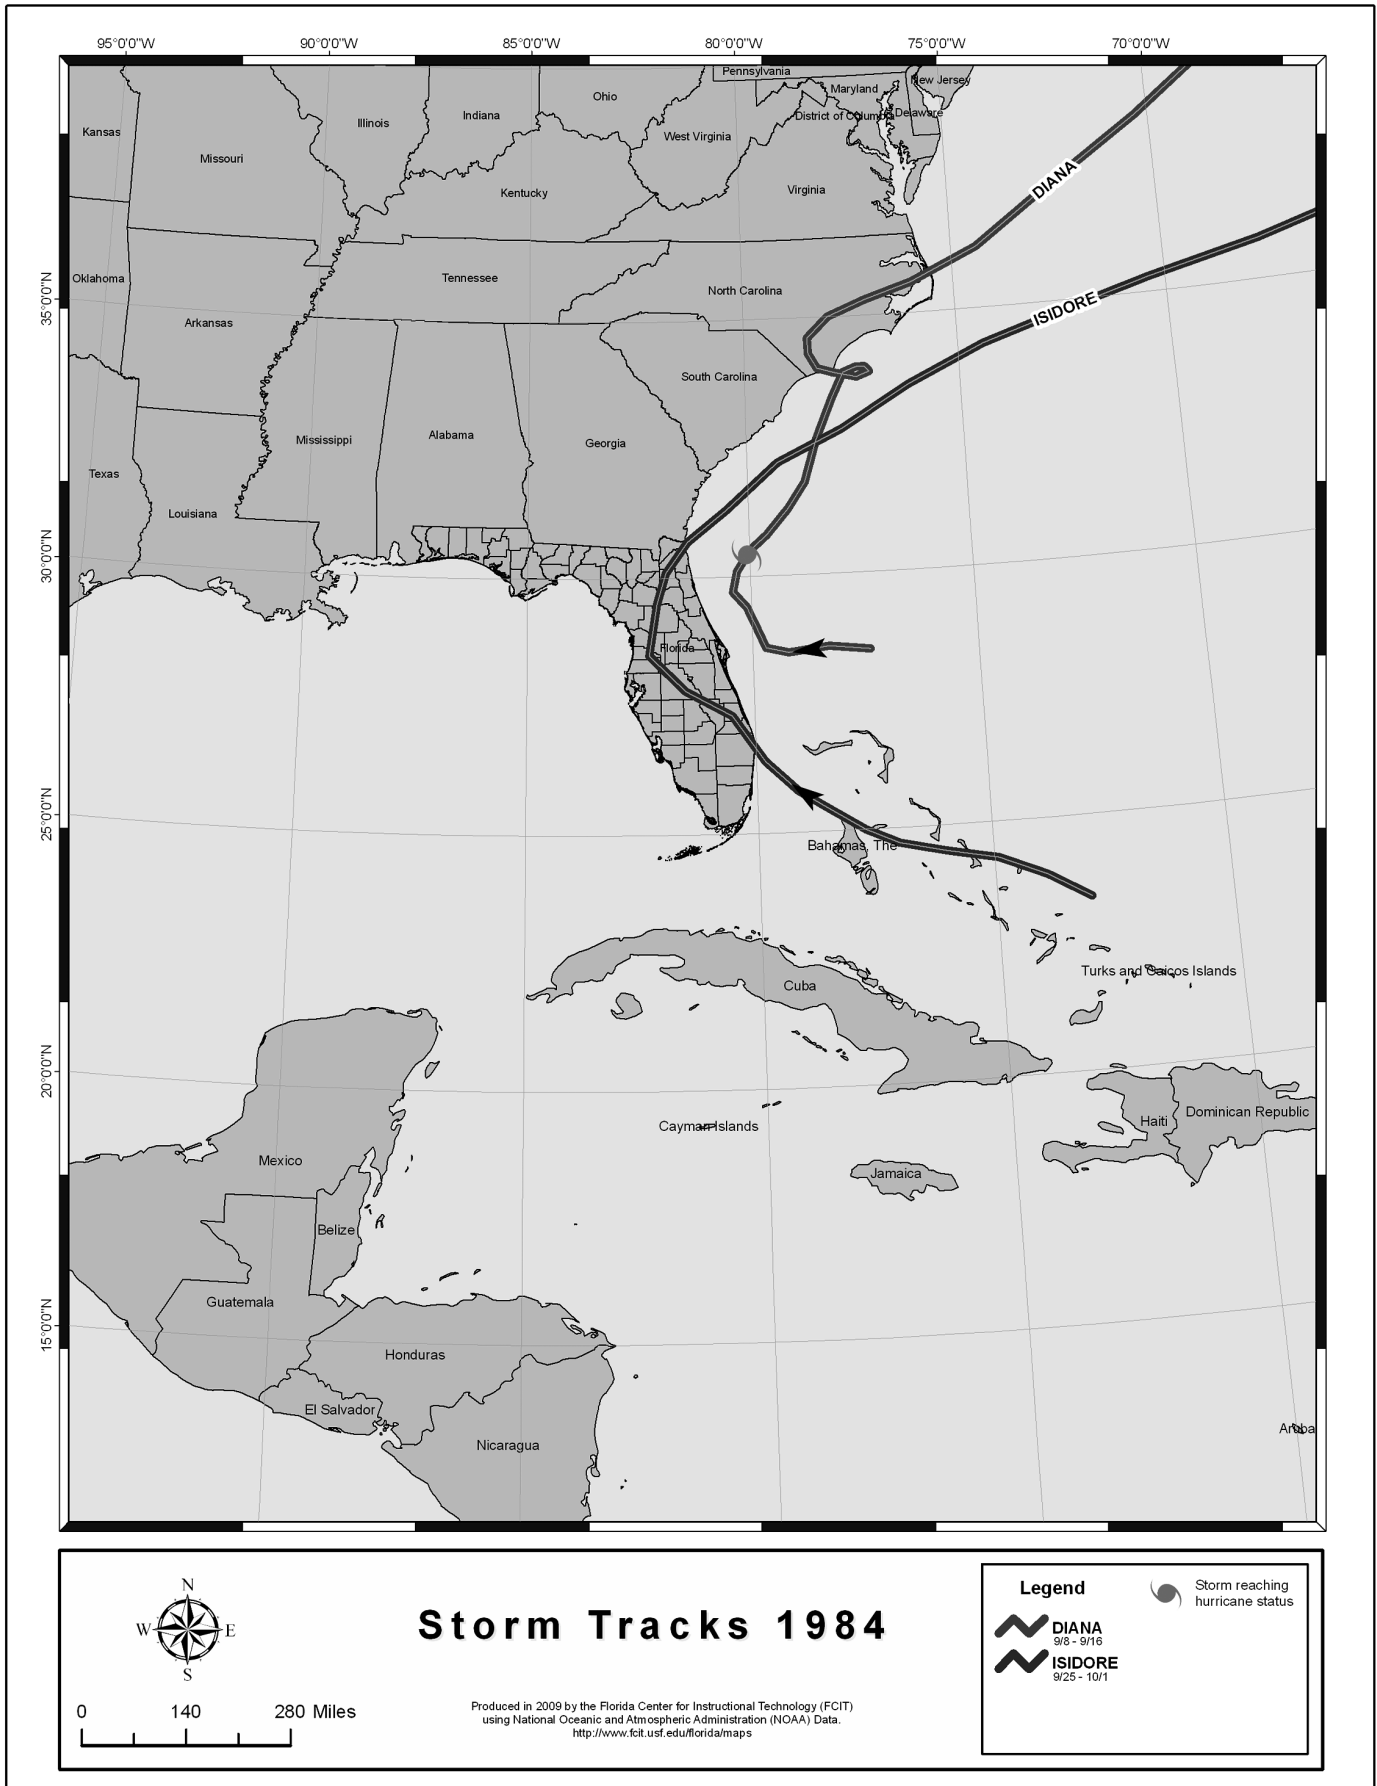 95°0'0"W
90°0'0"W
85°0'0"W
80°0'0"W
75°0'0"W
70°0'0"W
Pennsylvania
New Jersey
Maryland
Ohio
Delaware
District of Columbia
Indiana
Illinois
Kansas
West Virginia
Missouri
DIANA
Virginia
Kentucky
Oklahoma
Tennessee
North Carolina
35°0'0"N
ISIDORE
Arkansas
South Carolina
Alabama
Mississippi
Georgia
Texas
Louisiana
30°0'0"N
Florida
25°0'0"N
Bahamas, The
Turks and Caicos Islands
Cuba
20°0'0"N
Dominican Republic
Haiti
Cayman Islands
Mexico
Jamaica
Belize
Guatemala
15°0'0"N
Honduras
El Salvador
Aruba
Nicaragua
N
W
E
S
0
140
280 Miles
Storm Tracks 1984
Produced in 2009 by the Florida Center for Instructional Technology (FCIT)
using National Oceanic and Atmospheric Administration (NOAA) Data.
http://www.fcit.usf.edu/florida/maps
Legend
DIANA
9/8 - 9/16
ISIDORE
9/25 - 10/1
Storm reaching
hurricane status